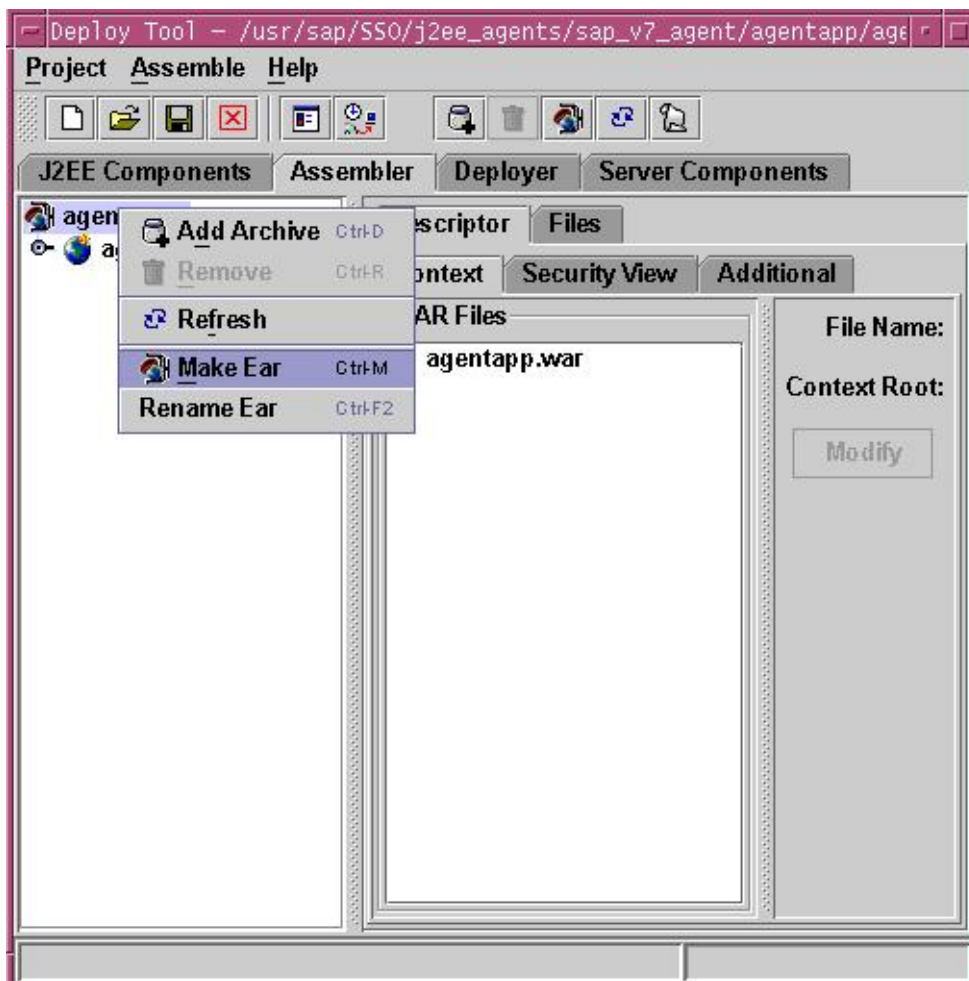 Deploy Tool — /usr/sap/SSO/j2ee_agents/sap_v7_agent/agentapp/age
Project Assemble Help
J2EE Components Assembler Deployer Server Components
agen
Add Archive Ctrl-D
Remove Ctrl-R
Refresh
Make Ear Ctrl-M
Rename Ear Ctrl-F2
a
escriptor Files
ontext Security View Additional
AR Files
agentapp.war
File Name:
Context Root:
Modify